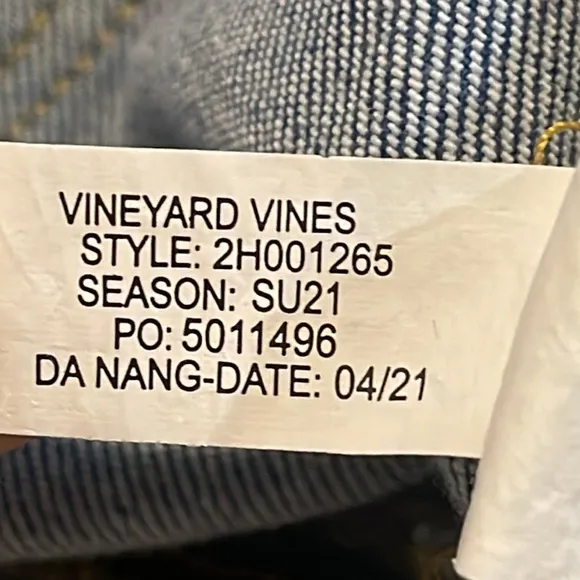 VINEYARD VINES
STYLE: 2H001265
SEASON: SU21
PO: 5011496
DA NANG-DATE: 04/21